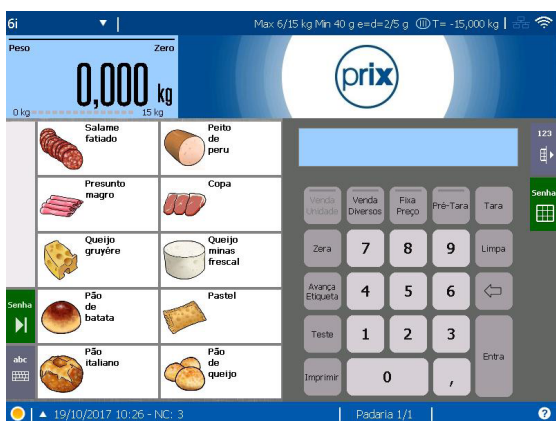 6i
Max 6/15 kg Min 40 g e=d=2/5 g Ⅲ T= -15,000 kg
Peso
Zero
0,000 kg
0 kg
15 kg
prix
Salame
fatiado
Peito
de
peru
Presunto
magro
Copa
Queijo
gruyére
Queijo
minas
frescal
Pão
de
batata
Pastel
Pão
italiano
Pão
de
queijo
Senha
abc
Venda
Unidade
Venda
Diversos
Fixa
Preço
Pré-Tara
Tara
Zera
7
8
9
Limpa
Avança
Etiqueta
4
5
6
Teste
1
2
3
Entra
Imprimir
0
,
123
Senha
19/10/2017 10:26 - NC: 3
Padaria 1/1
?